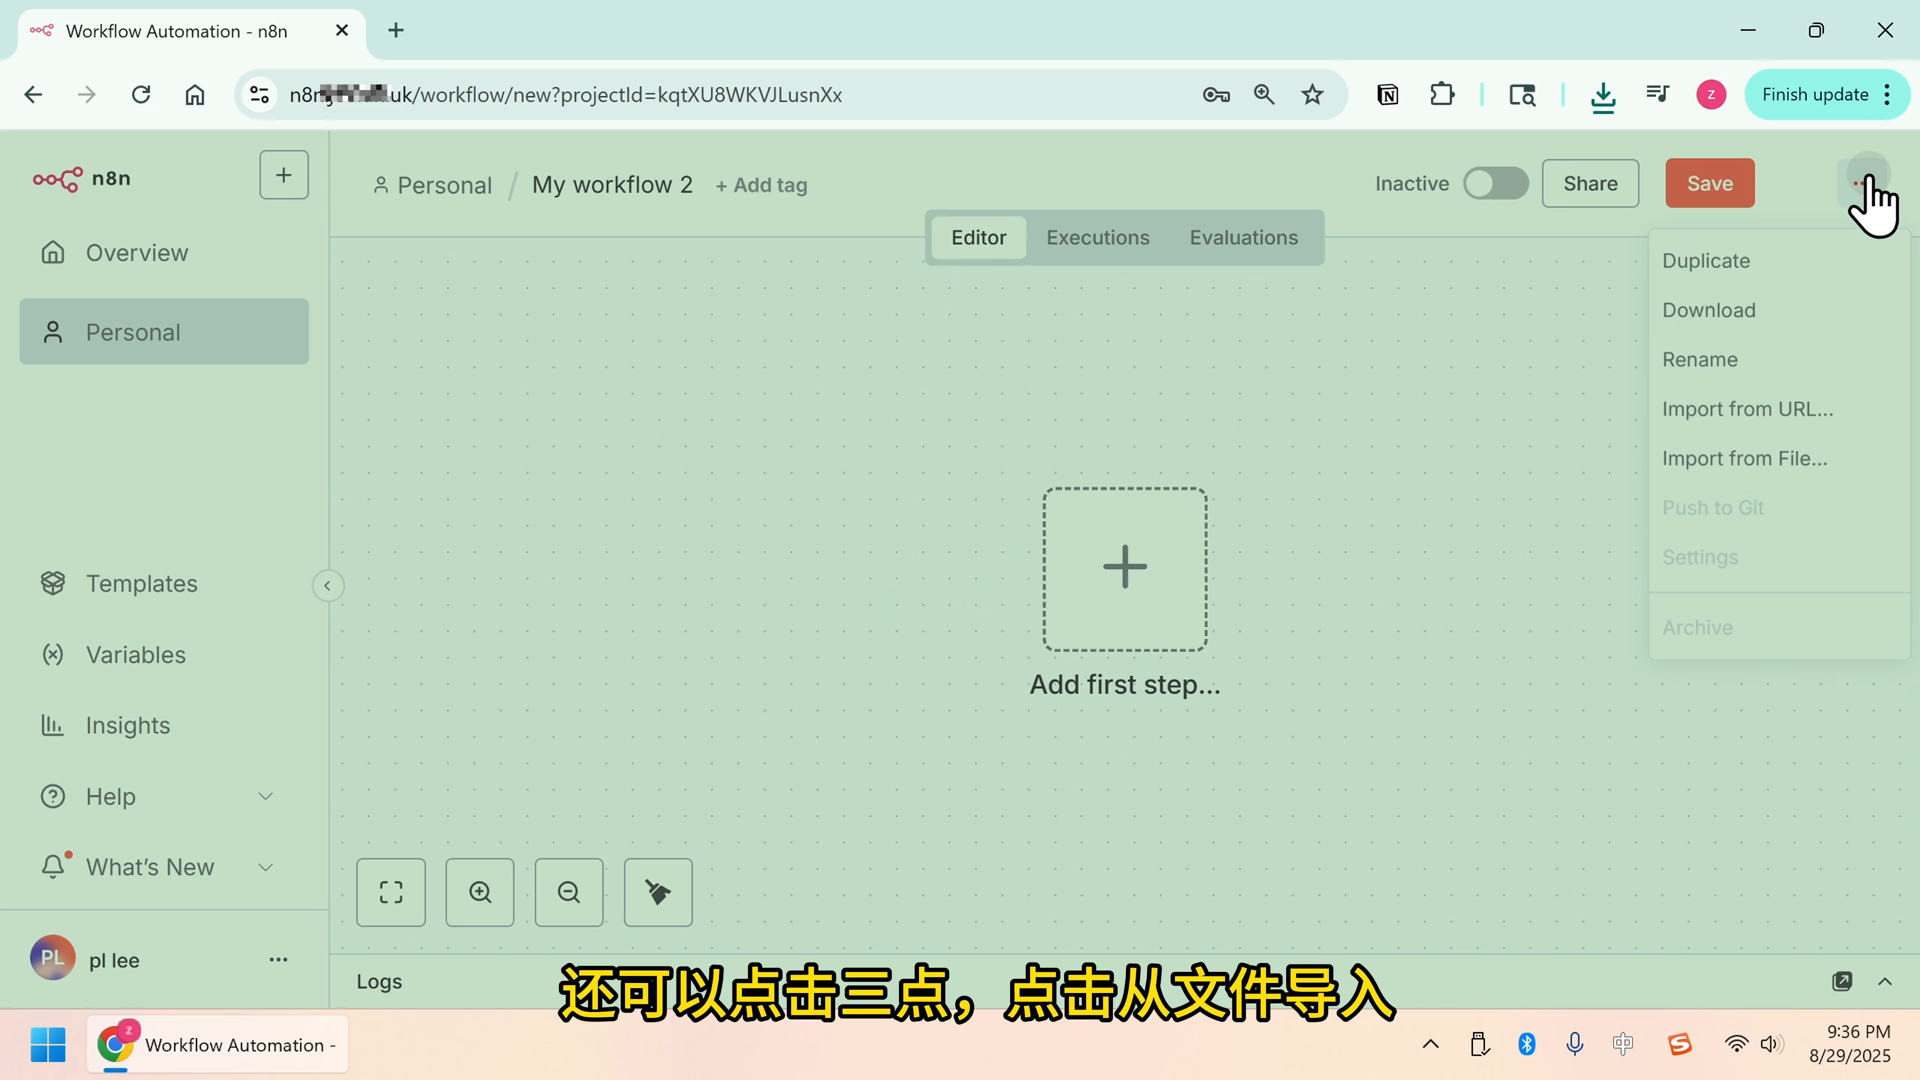 Workflow Automation - n8n
uk/workflow/new?projectId=kqtXU8WKVJLusnXx
z
Finish update
n8n
Personal / My workflow 2 + Add tag
Inactive
Share
Save
Editor
Executions
Evaluations
Overview
Personal
Templates
Variables
Insights
Help
What's New
PL
pl lee
Duplicate
Download
Rename
Import from URL...
Import from File...
Push to Git
Settings
Archive
Add first step...
Logs
还可以点击三点，点击从文件导入
z
Workflow Automation -
中
S
9:36 PM
8/29/2025